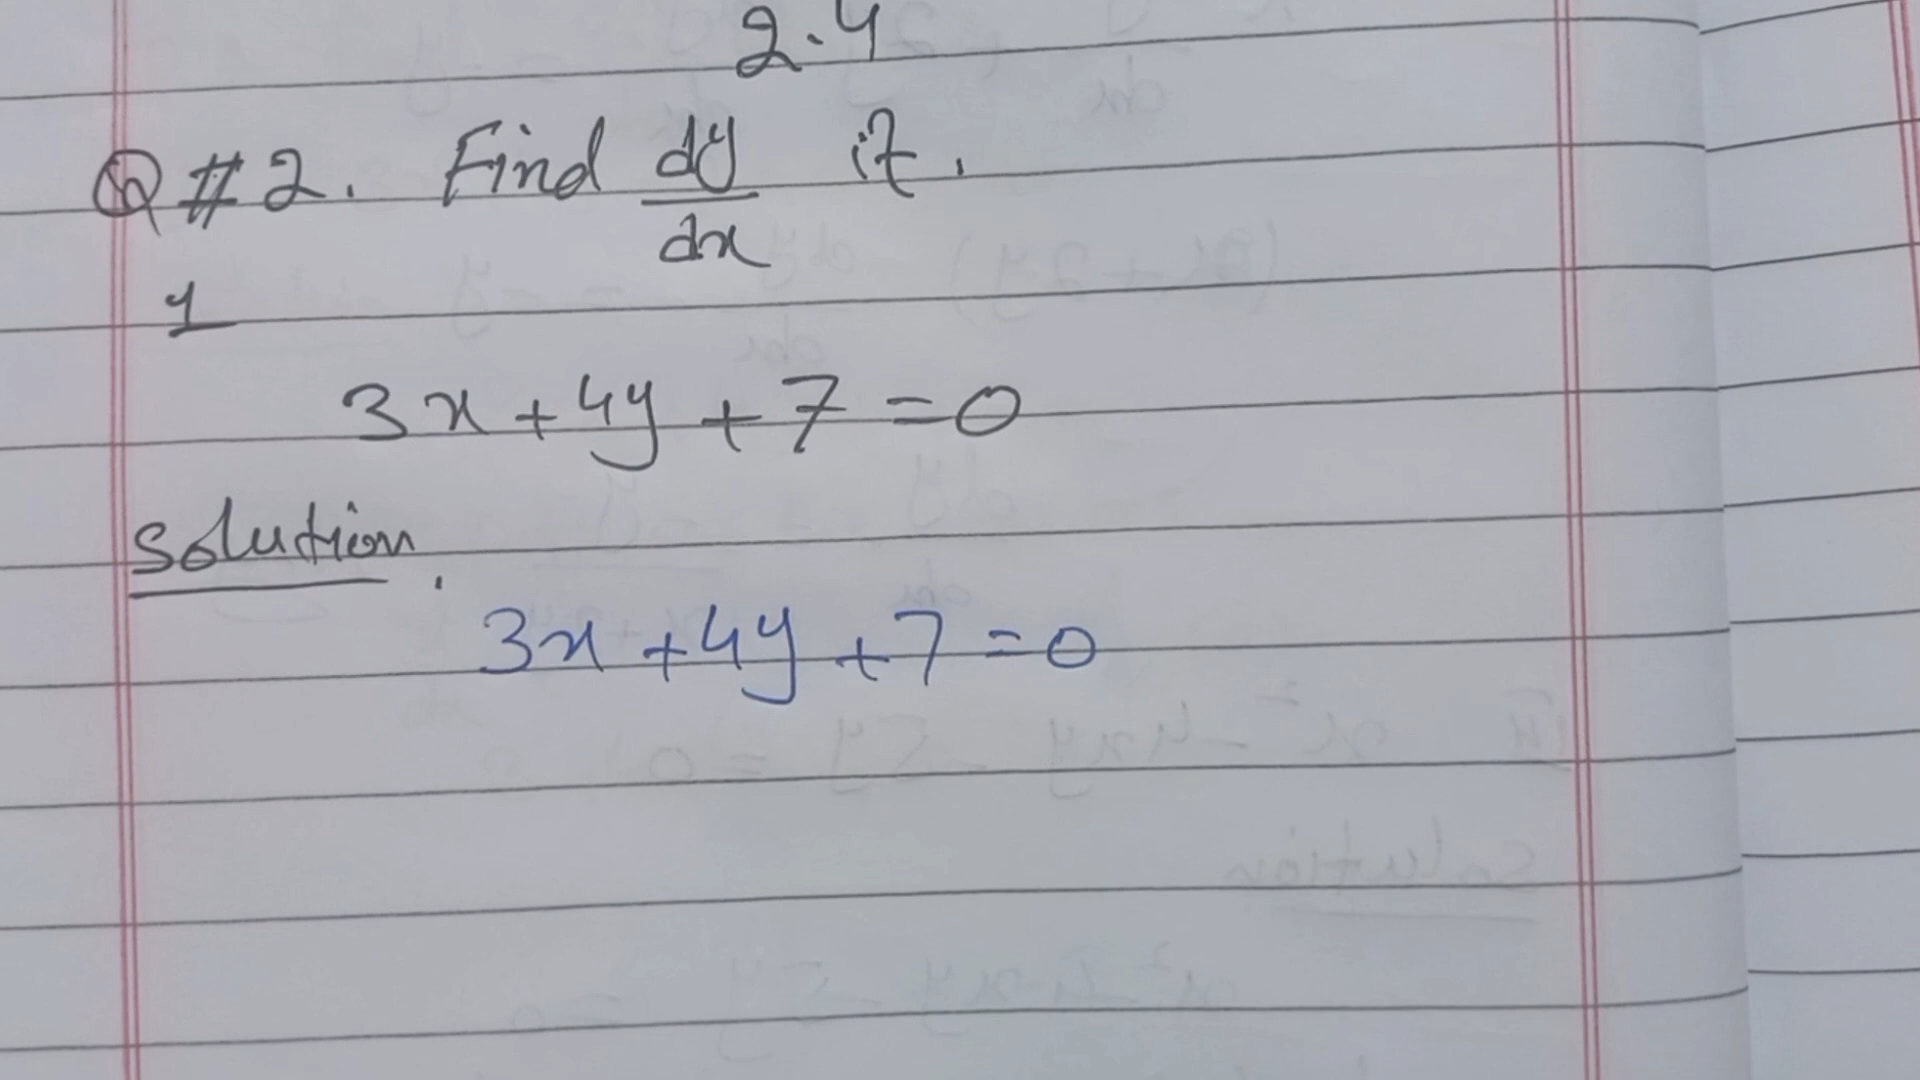 2.4
Q #2. Find dy/dx if.
1
3x + 4y + 7 = 0
Solution.
3x + 4y + 7 = 0